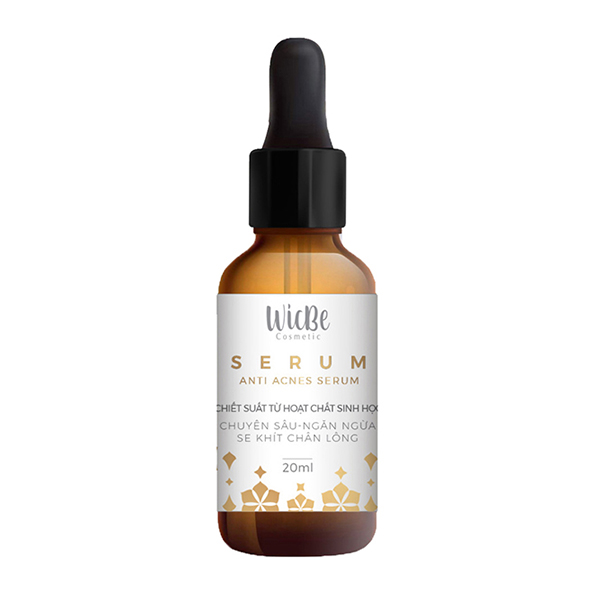 WicBe
Cosmetic
SERUM
ANTI ACNES SERUM
CHIẾT SUẤT TỪ HOẠT CHẤT SINH HỌC
CHUYÊN SÂU-NGĂN NGỪA
SE KHÍT CHÂN LÔNG
20ml